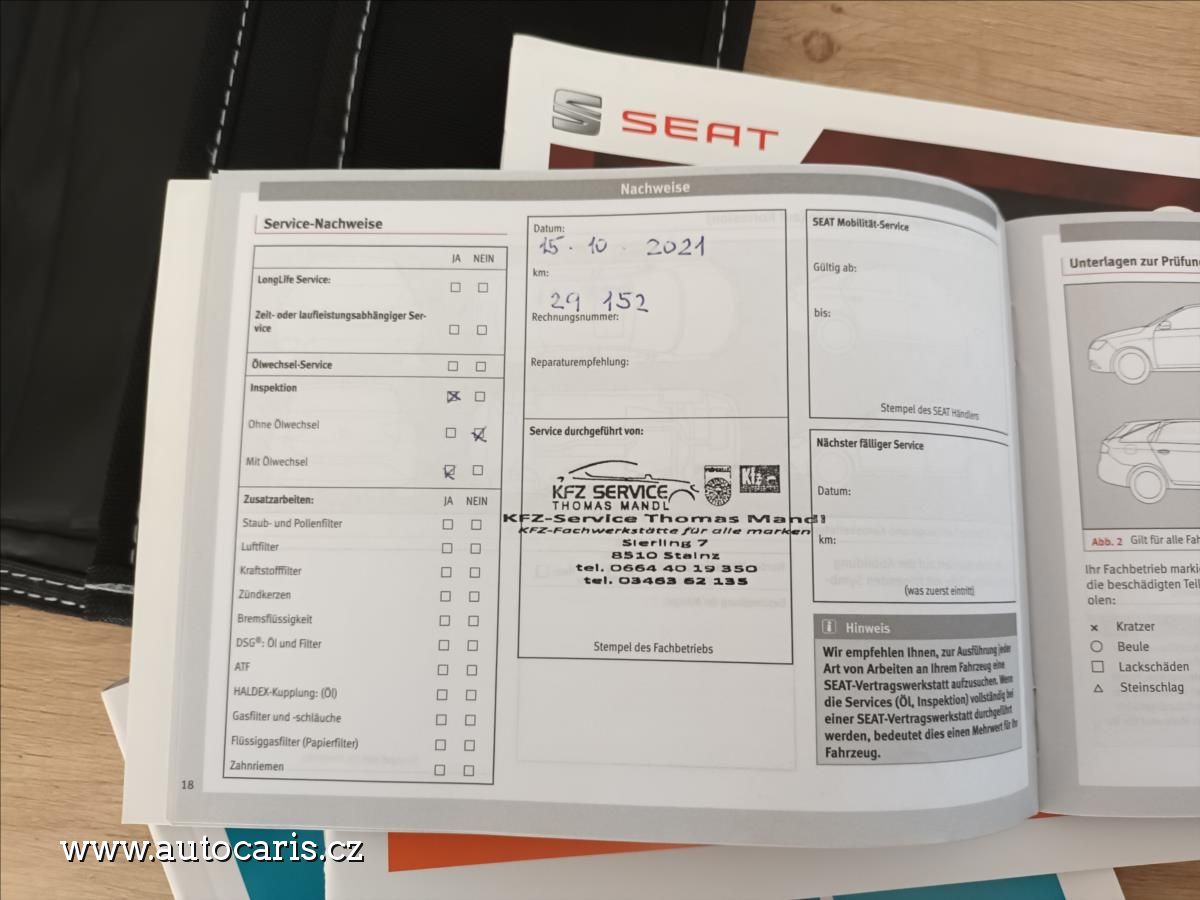 SEAT
Nachweise
Service-Nachweise
JA NEIN
LongLife Service:
Zeit- oder laufleistungsabhängiger Ser-
vice
Ölwechsel-Service
Inspektion
Ohne Ölwechsel
Mit Ölwechsel
Zusatzarbeiten: JA NEIN
Staub- und Pollenfilter
Luftfilter
Kraftstofffilter
Zündkerzen
Bremsflüssigkeit
DSG®: Öl und Filter
ATF
HALDEX-Kupplung: (Öl)
Gasfilter und -schläuche
Flüssiggasfilter (Papierfilter)
Zahnriemen
18
Datum:
15. 10. 2021
km:
29 152
Rechnungsnummer:
Reparaturempfehlung:
Service durchgeführt von:
KFZ SERVICE
THOMAS MANDL
Kfz
KFZ-Service Thomas Mandl
KFZ-Fachwerkstätte für alle marken
Sierling 7
8510 Stainz
tel. 0664 40 19 350
tel. 03463 62 135
Stempel des Fachbetriebs
SEAT Mobilität-Service
Gültig ab:
bis:
Stempel des SEAT Händlers
Nächster fälliger Service
Datum:
km:
(was zuerst eintritt)
Hinweis
Wir empfehlen Ihnen, zur Ausführung jeder
Art von Arbeiten an Ihrem Fahrzeug eine
SEAT-Vertragswerkstatt aufzusuchen. Wenn
die Services (Öl, Inspektion) vollständig bei
einer SEAT-Vertragswerkstatt durchgeführt
werden, bedeutet dies einen Mehrwert für Ihr
Fahrzeug.
Unterlagen zur Prüfun
Abb. 2 Gilt für alle Fah
Ihr Fachbetrieb markie
die beschädigten Teil
olen:
Kratzer
Beule
Lackschäden
Steinschlag
www.autocaris.cz